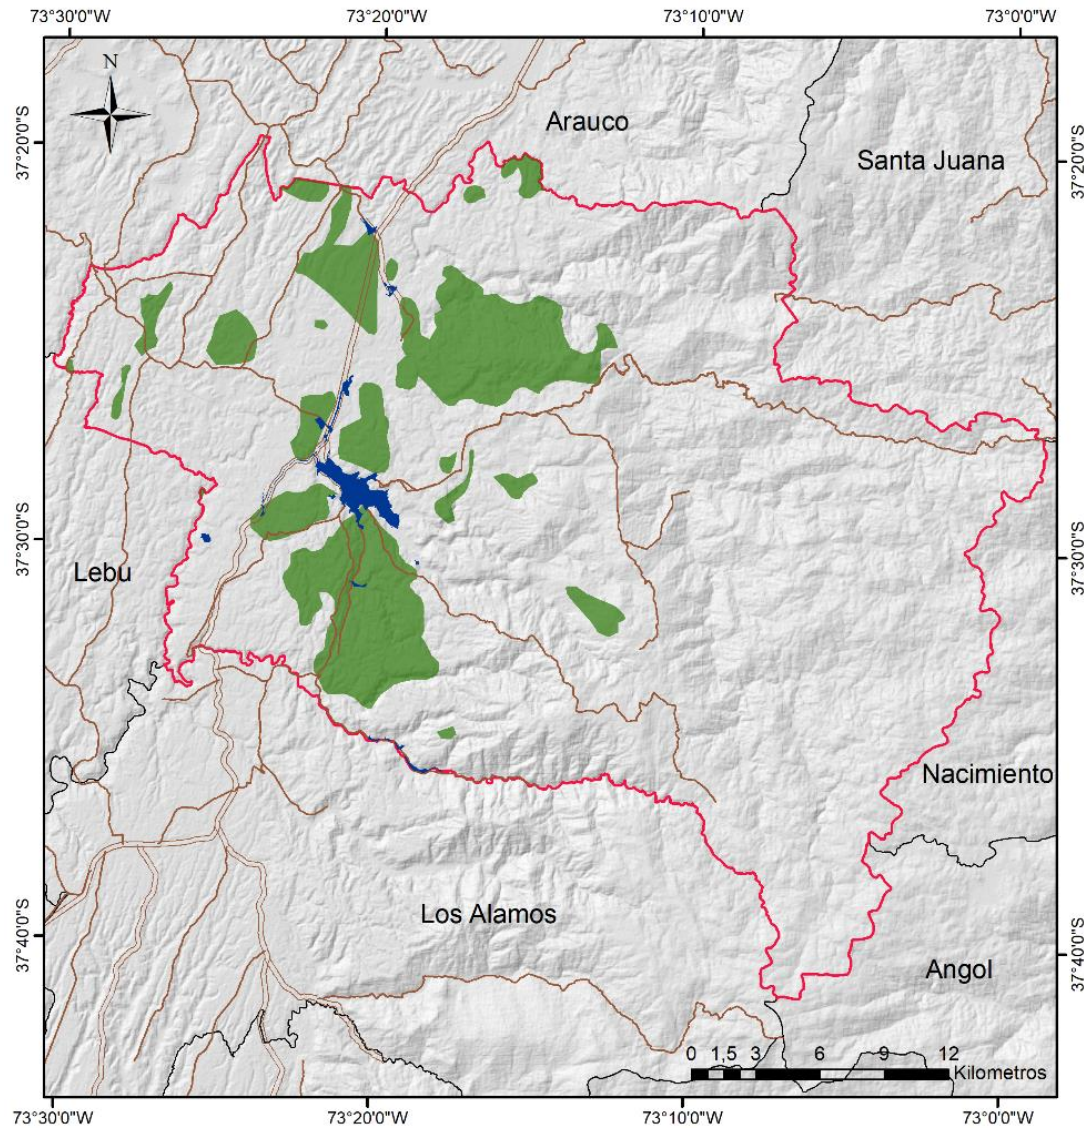 73°30'0"W 73°20'0"W 73°10'0"W 73°0'0"W
N
Arauco
37°20'0"S
37°20'0"S
Santa Juana
37°30'0"S
37°30'0"S
Lebu
Nacimiento
Los Alamos
37°40'0"S
37°40'0"S
Angol
0 1,5 3 6 9 12
Kilometros
73°30'0"W 73°20'0"W 73°10'0"W 73°0'0"W